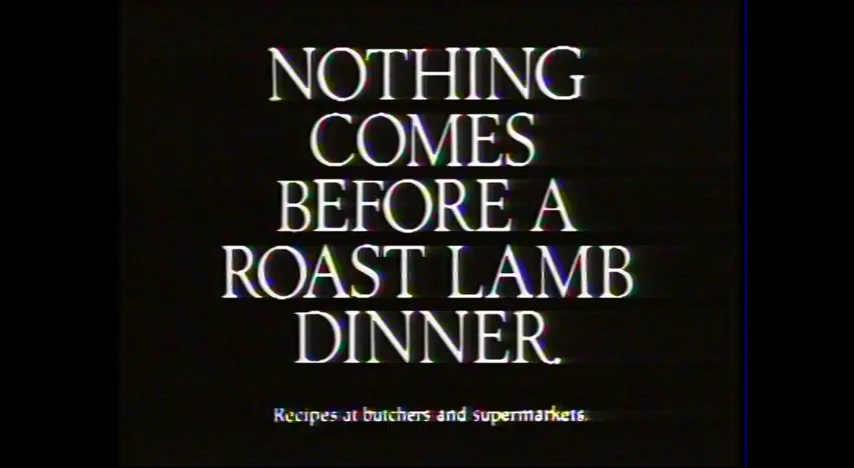 NOTHING
COMES
BEFORE A
ROAST LAMB
DINNER.
Recipes at butchers and supermarkets.